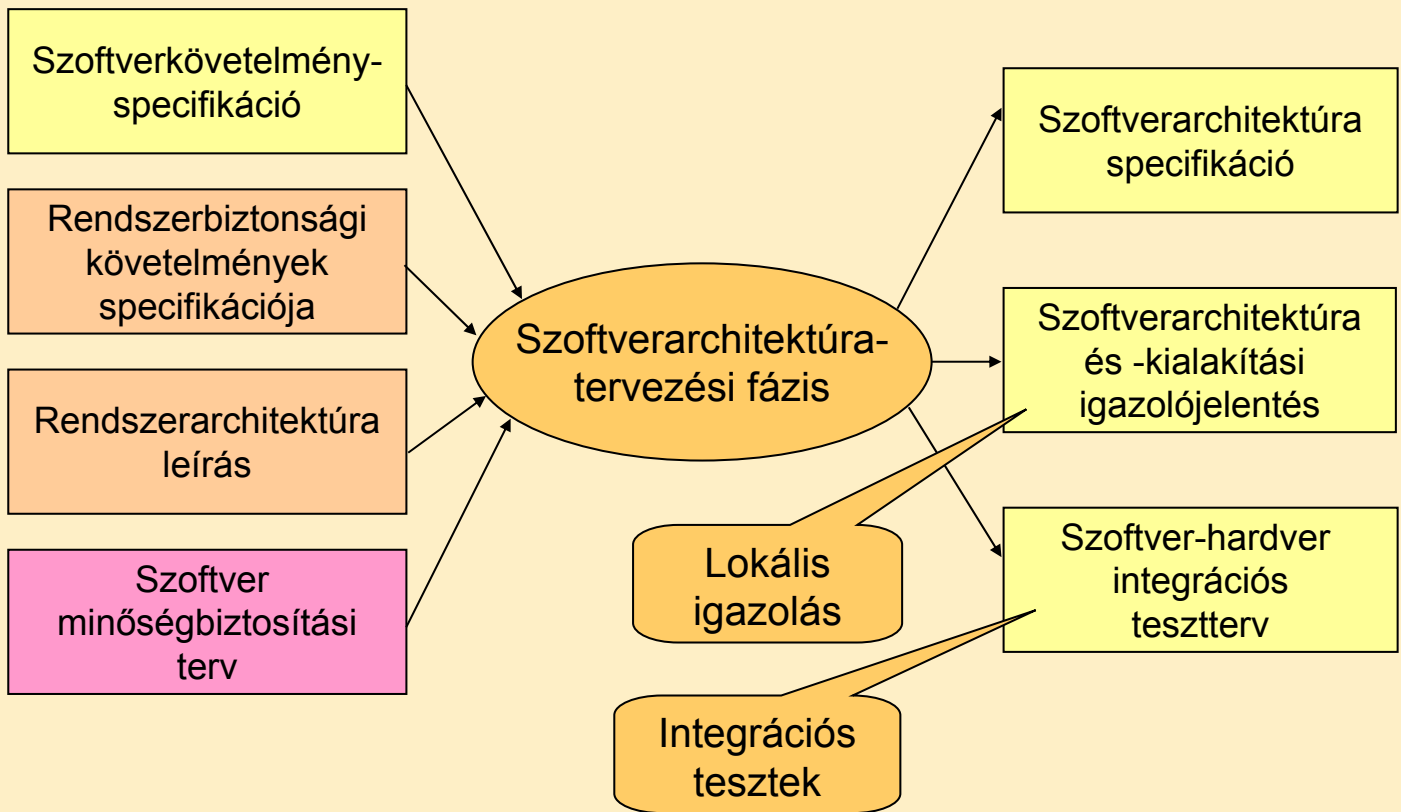 Szoftverkövetelmény-
specifikáció
Rendszerbiztonsági
követelmények
specifikációja
Rendszerarchitektúra
leírás
Szoftver
minőségbiztosítási
terv
Szoftverarchitektúra-
tervezési fázis
Szoftverarchitektúra
specifikáció
Szoftverarchitektúra
és -kialakítási
igazolójelentés
Szoftver-hardver
integrációs
tesztterv
Lokális
igazolás
Integrációs
tesztek